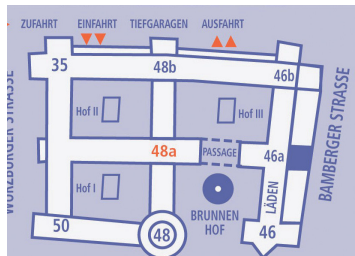 ZUFAHRT EINFAHRT TIEFGARAGEN AUSFAHRT
35 48b 46b
Hof II Hof III
WÜRZBURGER STRASSE
BAMBERGER STRASSE
48a PASSAGE 46a
Hof I
LÄDEN
BRUNNEN
HOF
50 48 46